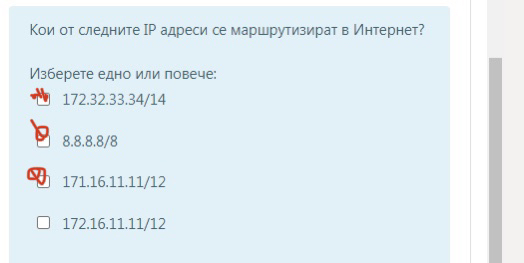 Кои от следните IP адреси се маршрутизират в Интернет?
Изберете едно или повече:
172.32.33.34/14
8.8.8.8/8
171.16.11.11/12
172.16.11.11/12